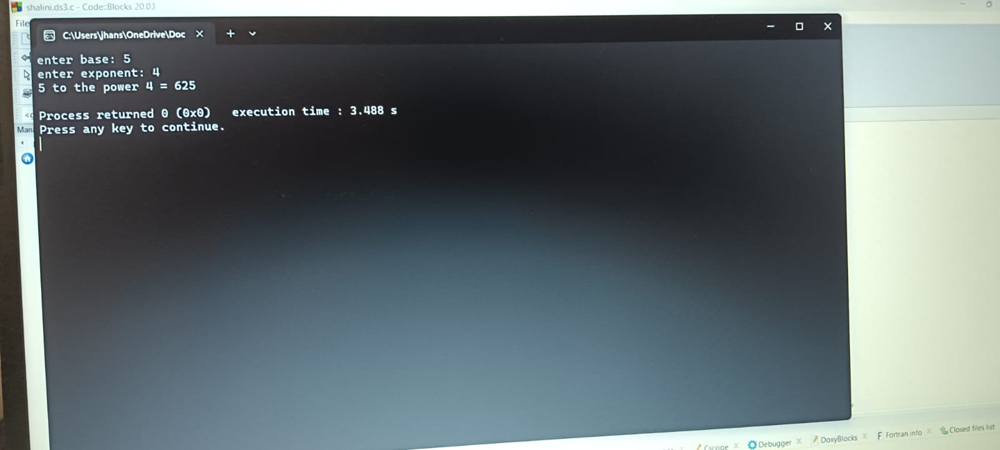 shalini.ds3.c - Code::Blocks 20.03
File
C:\Users\jhans\OneDrive\Doc
enter base: 5
enter exponent: 4
5 to the power 4 = 625
Process returned 0 (0x0)   execution time : 3.488 s
Press any key to continue.
Cscope
Debugger
DoxyBlocks
Fortran info
Closed files list